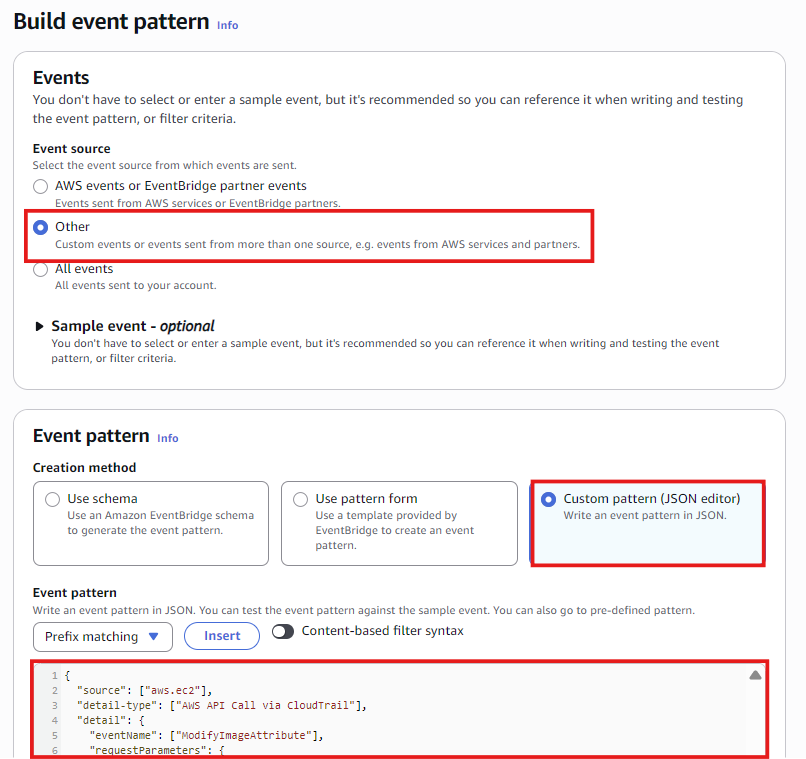 Build event pattern Info
Events
You don't have to select or enter a sample event, but it's recommended so you can reference it when writing and testing
the event pattern, or filter criteria.
Event source
Select the event source from which events are sent.
AWS events or EventBridge partner events
Events sent from AWS services or EventBridge partners.
Other
Custom events or events sent from more than one source, e.g. events from AWS services and partners.
All events
All events sent to your account.
Sample event - optional
You don't have to select or enter a sample event, but it's recommended so you can reference it when writing and testing the event
pattern, or filter criteria.
Event pattern Info
Creation method
Use schema
Use an Amazon EventBridge schema
to generate the event pattern.
Use pattern form
Use a template provided by
EventBridge to create an event
pattern.
Custom pattern (JSON editor)
Write an event pattern in JSON.
Event pattern
Write an event pattern in JSON. You can test the event pattern against the sample event. You can also go to pre-defined pattern.
Prefix matching Insert Content-based filter syntax
1 {
2 "source": ["aws.ec2"],
3 "detail-type": ["AWS API Call via CloudTrail"],
4 "detail": {
5 "eventName": ["ModifyImageAttribute"],
6 "requestParameters": {